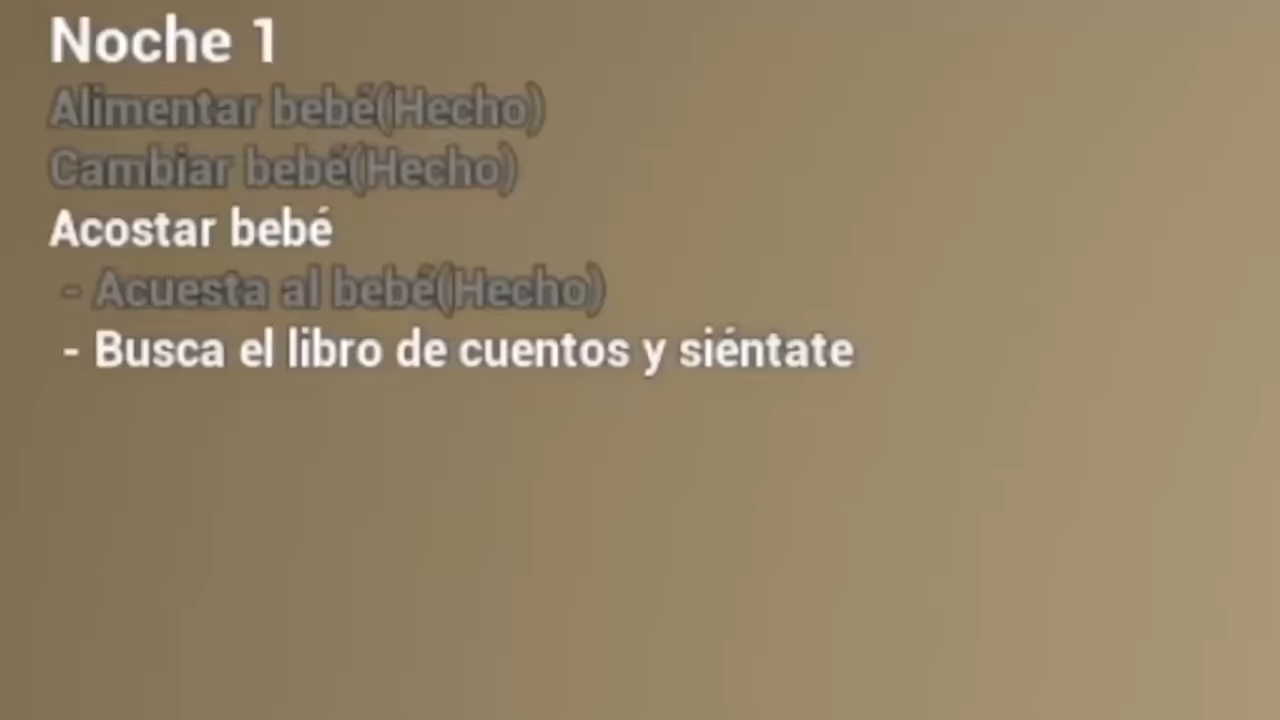 Noche 1
Alimentar bebé(Hecho)
Cambiar bebé(Hecho)
Acostar bebé
- Acuesta al bebé(Hecho)
- Busca el libro de cuentos y siéntate